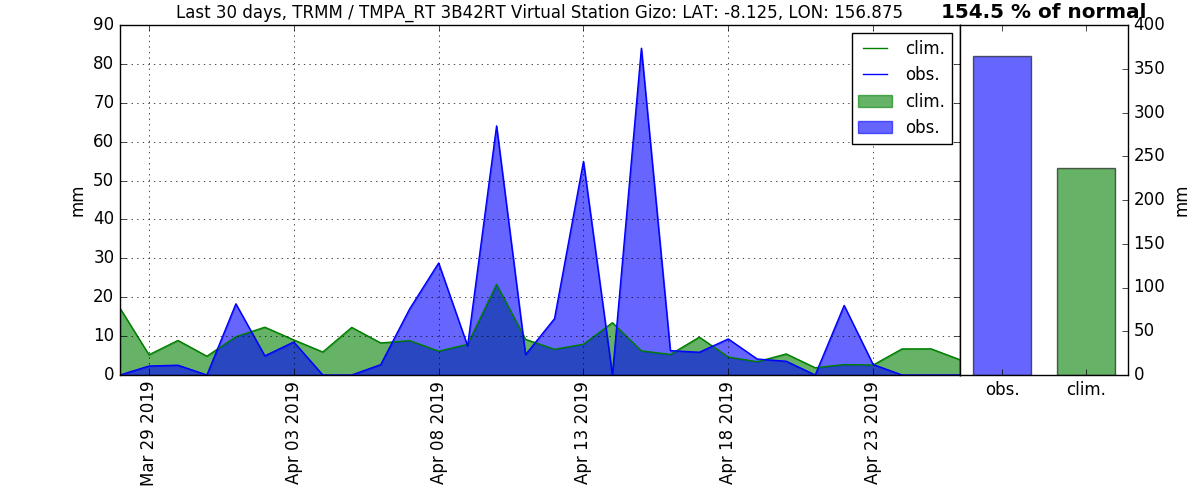 Last 30 days, TRMM / TMPA_RT 3B42RT Virtual Station Gizo: LAT: -8.125, LON: 156.875
154.5 % of normal
90
80
70
60
50
40
30
20
10
0
mm
clim.
obs.
clim.
obs.
400
350
300
250
200
150
100
50
0
mm
Mar 29 2019
Apr 03 2019
Apr 08 2019
Apr 13 2019
Apr 18 2019
Apr 23 2019
obs.
clim.